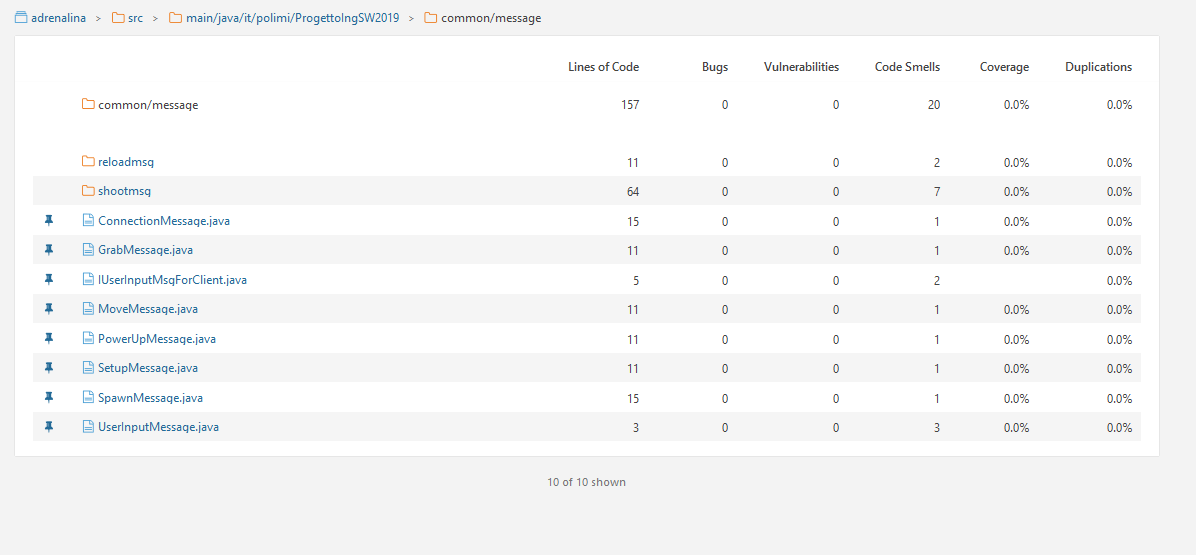 adrenalina > src > main/java/it/polimi/ProgettoIngSW2019 > common/message
Lines of Code Bugs Vulnerabilities Code Smells Coverage Duplications
common/message 157 0 0 20 0.0% 0.0%
reloadmsg 11 0 0 2 0.0% 0.0%
shootmsg 64 0 0 7 0.0% 0.0%
ConnectionMessage.java 15 0 0 1 0.0% 0.0%
GrabMessage.java 11 0 0 1 0.0% 0.0%
IUserInputMsgForClient.java 5 0 0 2 0.0%
MoveMessage.java 11 0 0 1 0.0% 0.0%
PowerUpMessage.java 11 0 0 1 0.0% 0.0%
SetupMessage.java 11 0 0 1 0.0% 0.0%
SpawnMessage.java 15 0 0 1 0.0% 0.0%
UserInputMessage.java 3 0 0 3 0.0% 0.0%
10 of 10 shown